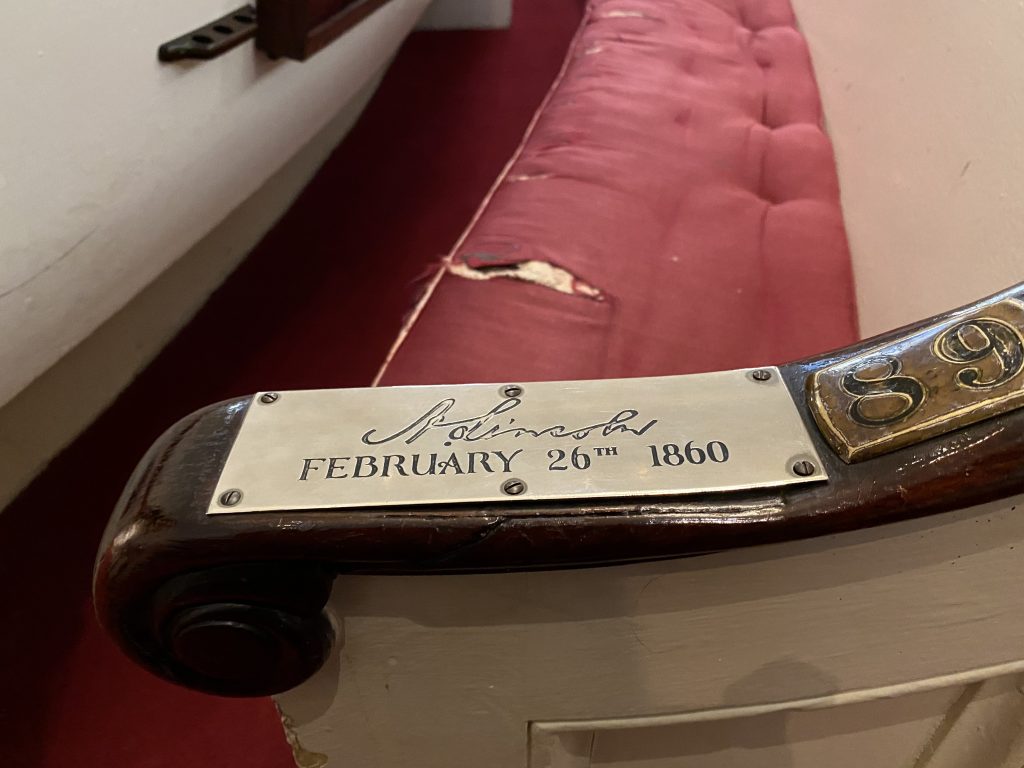 A. Lincoln
FEBRUARY 26TH 1860
89